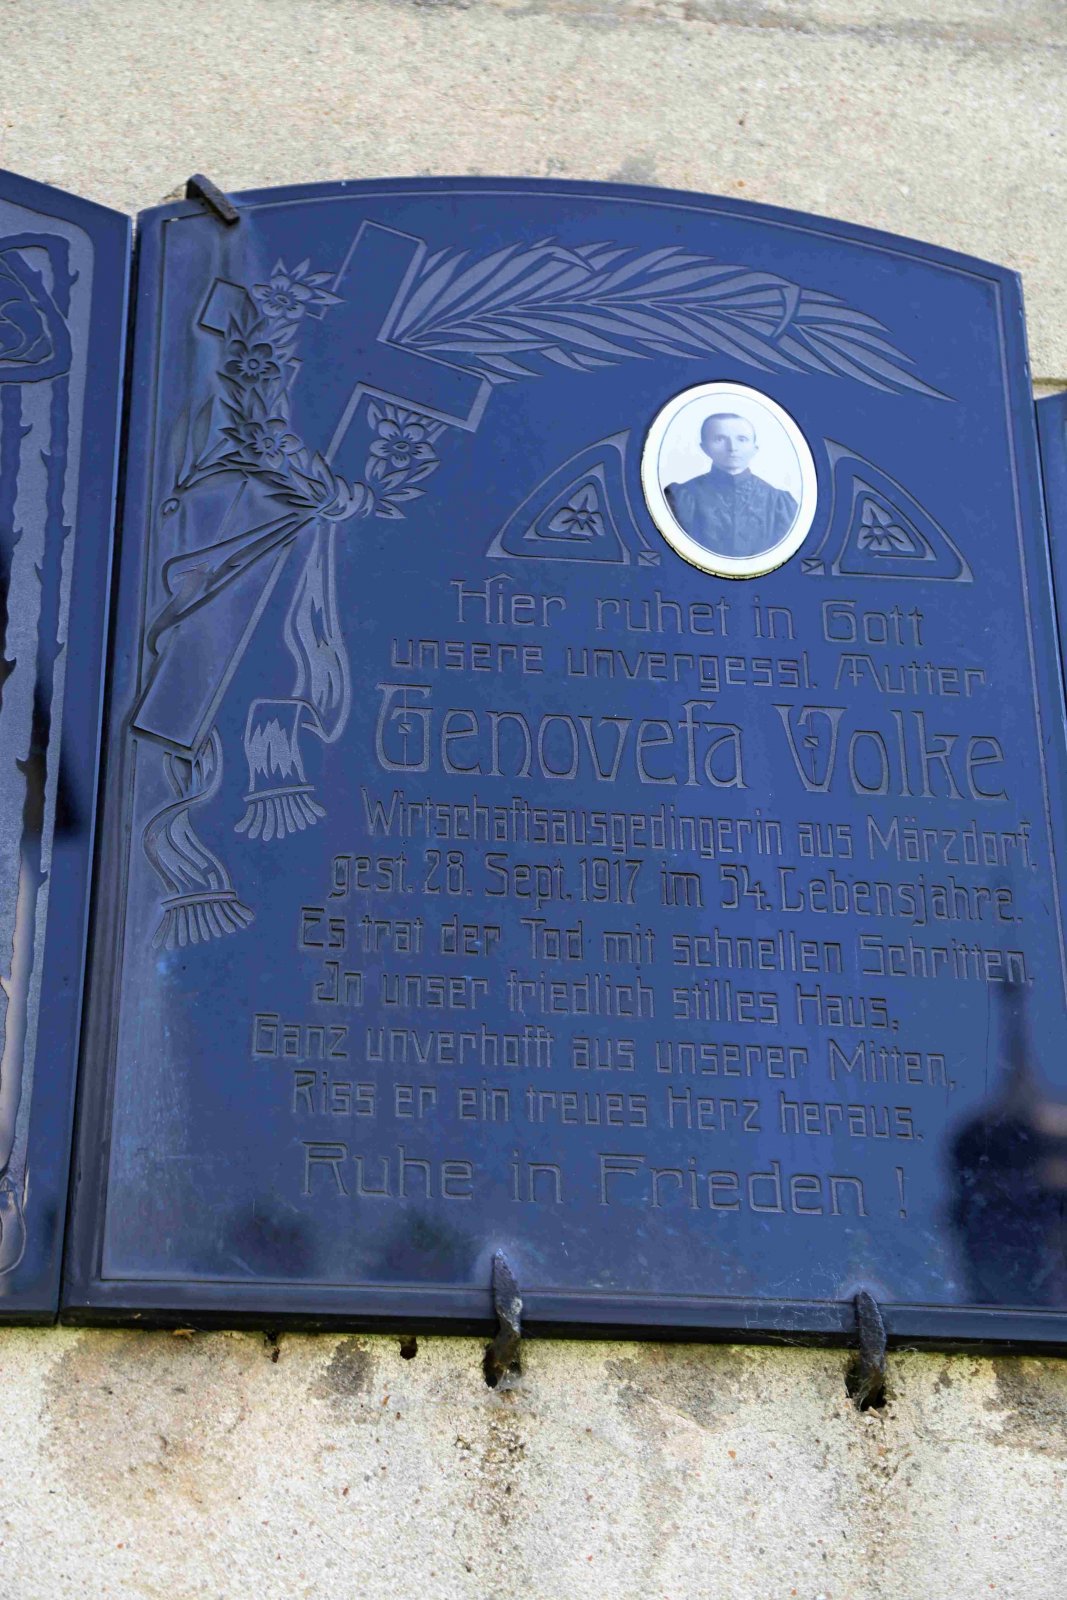 Hier ruhet in Gott
unsere unvergessl. Mutter
Genovefa Volke
Wirtschaftsausgedingerin aus Märzdorf,
gest. 28. Sept. 1917 im 54. Lebensjahre.
Es trat der Tod mit schnellen Schritten,
In unser friedlich stilles Haus,
Ganz unverhofft aus unserer Mitten,
Riss er ein treues Herz heraus.
Ruhe in Frieden !